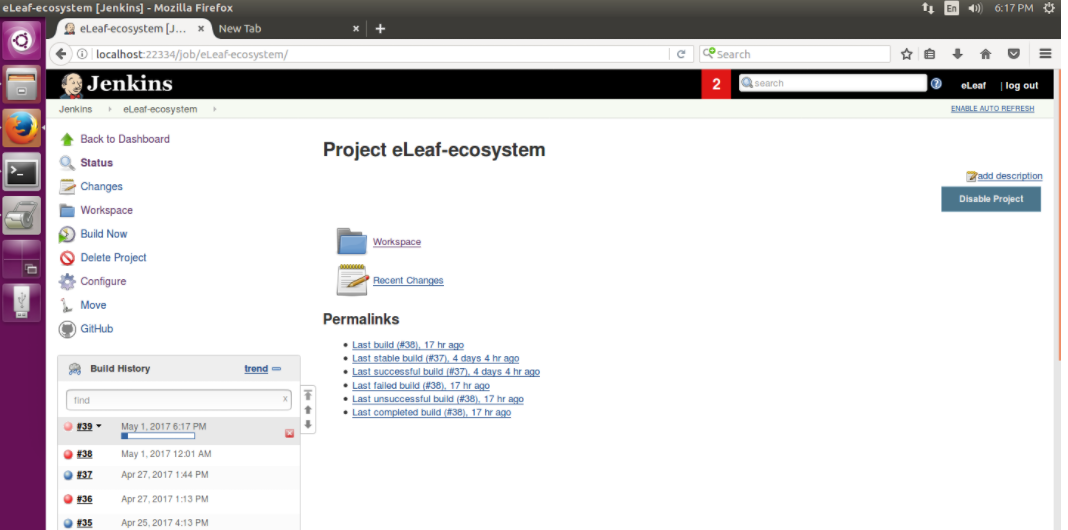 eLeaf-ecosystem [Jenkins] - Mozilla Firefox
En 6:17 PM
eLeaf-ecosystem [J... × New Tab × +
localhost:22334/job/eLeaf-ecosystem/
Search
Jenkins
2
search
eLeaf | log out
Jenkins eLeaf-ecosystem
ENABLE AUTO REFRESH
Back to Dashboard
Status
Changes
Workspace
Build Now
Delete Project
Configure
Move
GitHub
Build History trend
find x
#39 May 1, 2017 6:17 PM
#38 May 1, 2017 12:01 AM
#37 Apr 27, 2017 1:44 PM
#36 Apr 27, 2017 1:13 PM
#35 Apr 25, 2017 4:13 PM
Project eLeaf-ecosystem
add description
Disable Project
Workspace
Recent Changes
Permalinks
Last build (#38), 17 hr ago
Last stable build (#37), 4 days 4 hr ago
Last successful build (#37), 4 days 4 hr ago
Last failed build (#38), 17 hr ago
Last unsuccessful build (#38), 17 hr ago
Last completed build (#38), 17 hr ago